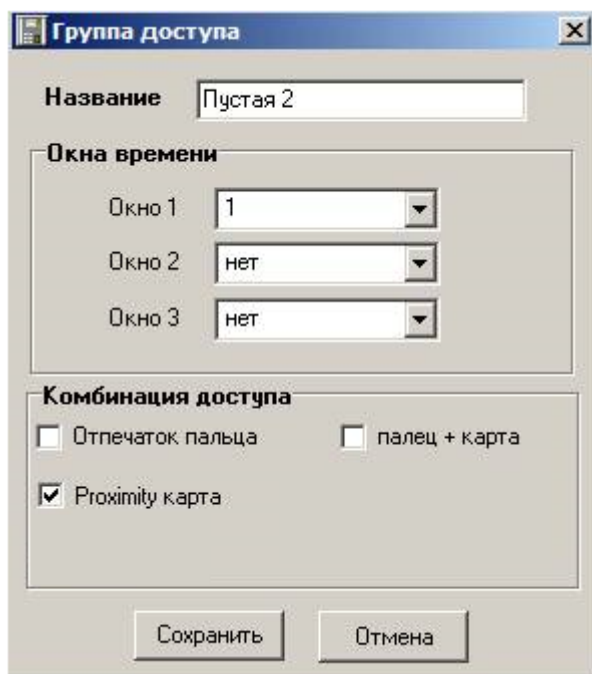 Группа доступа
Название Пустая 2
Окна времени
Окно 1 1
Окно 2 нет
Окно 3 нет
Комбинация доступа
Отпечаток пальца палец + карта
Proximity карта
Сохранить Отмена